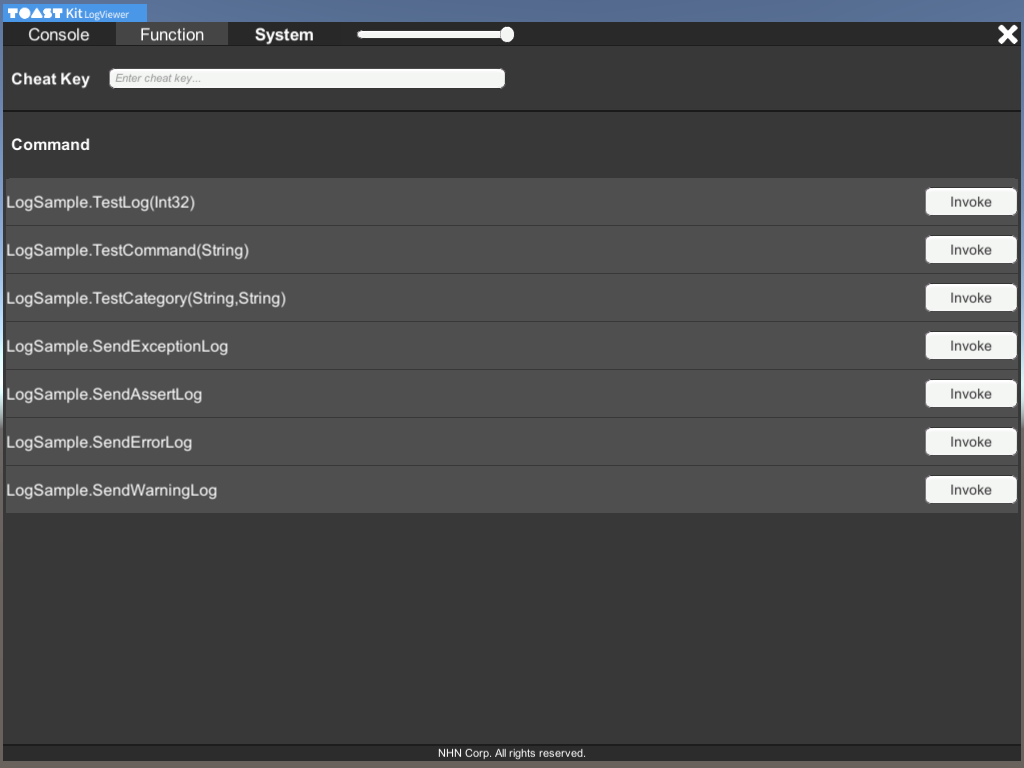 TOAST Kit LogViewer
Console Function System
Cheat Key Enter cheat key...
Command
LogSample.TestLog(Int32) Invoke
LogSample.TestCommand(String) Invoke
LogSample.TestCategory(String,String) Invoke
LogSample.SendExceptionLog Invoke
LogSample.SendAssertLog Invoke
LogSample.SendErrorLog Invoke
LogSample.SendWarningLog Invoke
NHN Corp. All rights reserved.